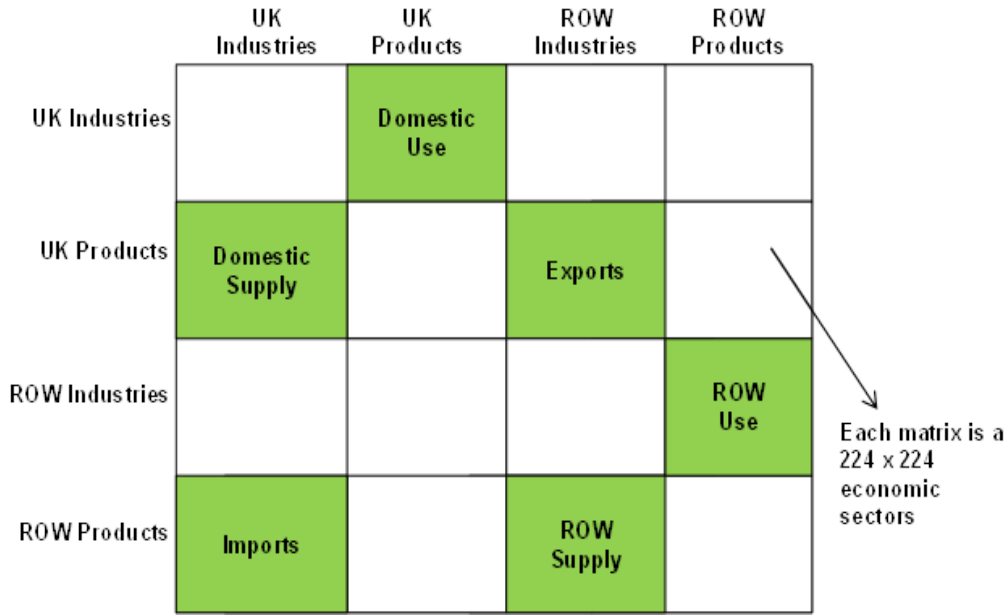 UK
Industries
UK
Products
ROW
Industries
ROW
Products
UK Industries
Domestic
Use
UK Products
Domestic
Supply
Exports
ROW Industries
ROW
Use
Each matrix is a
224 x 224
economic
sectors
ROW Products
Imports
ROW
Supply